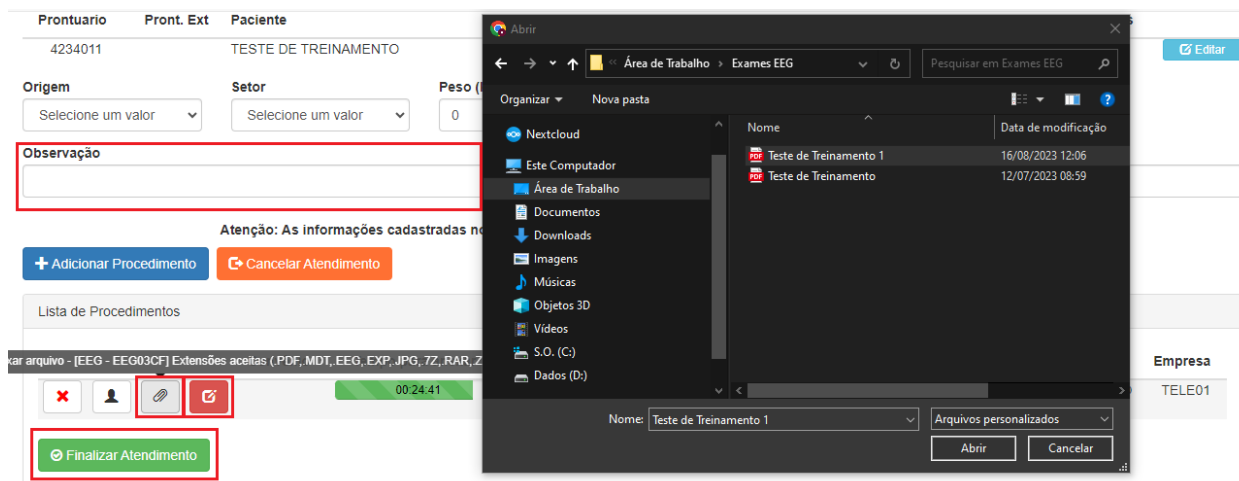 Prontuario Pront. Ext Paciente
4234011 TESTE DE TREINAMENTO
Editar
Origem Setor Peso (
Selecione um valor Selecione um valor 0
Observação
Atenção: As informações cadastradas no
Adicionar Procedimento Cancelar Atendimento
Lista de Procedimentos
xar arquivo - [EEG - EEG03CF] Extensões aceitas (.PDF,.MDT,.EEG,.EXP,.JPG,.7Z,.RAR,.Z
Empresa
00:24:41
TELE01
Finalizar Atendimento
Abrir
Área de Trabalho > Exames EEG
Pesquisar em Exames EEG
Organizar Nova pasta
Nextcloud
Este Computador
Área de Trabalho
Documentos
Downloads
Imagens
Músicas
Objetos 3D
Vídeos
S.O. (C:)
Dados (D:)
Nome Data de modificação
PDF Teste de Treinamento 1 16/08/2023 12:06
PDF Teste de Treinamento 12/07/2023 08:59
Nome: Teste de Treinamento 1 Arquivos personalizados
Abrir Cancelar